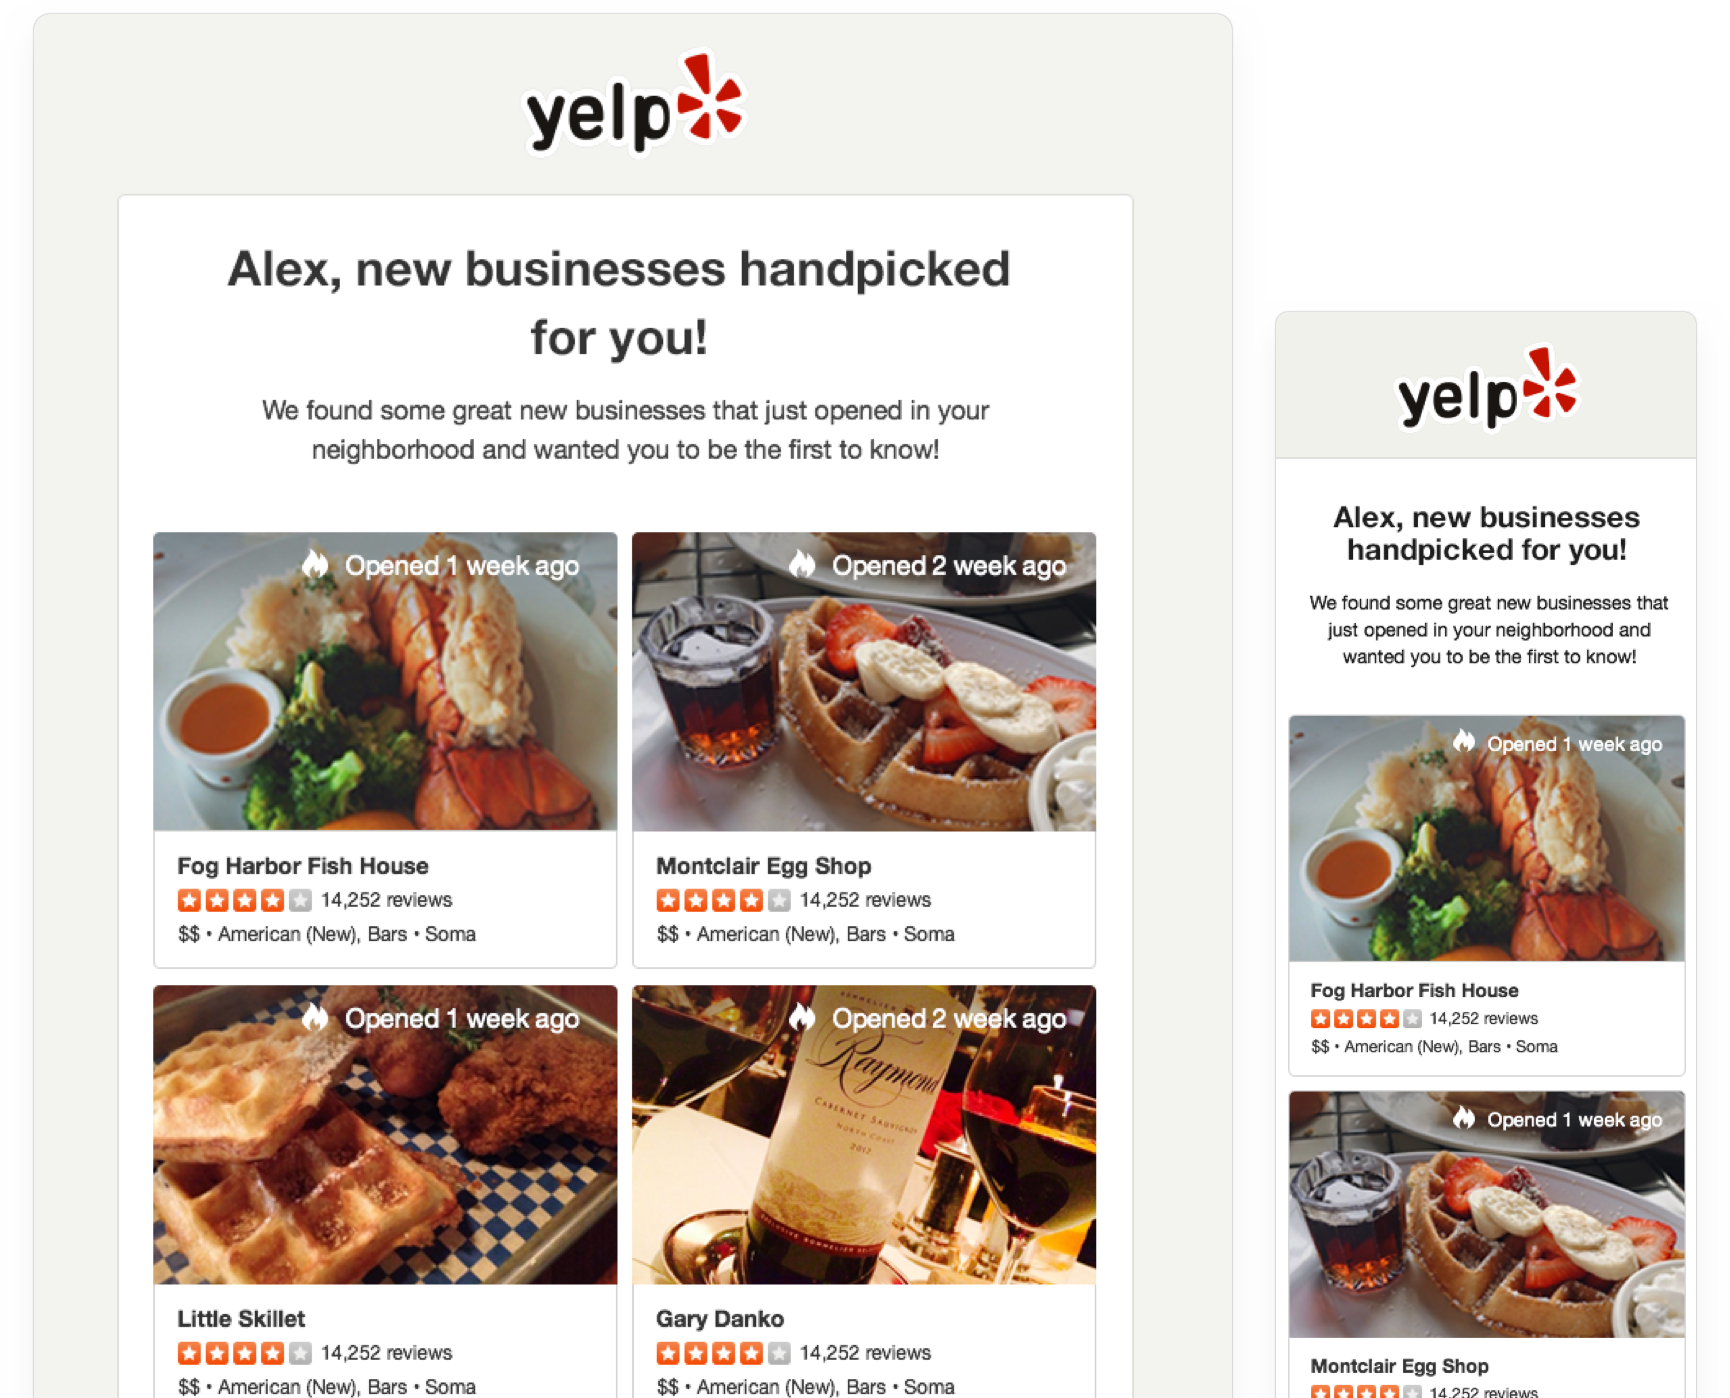 yelp
Alex, new businesses handpicked
for you!
We found some great new businesses that just opened in your
neighborhood and wanted you to be the first to know!
Opened 1 week ago
Fog Harbor Fish House
14,252 reviews
$$ • American (New), Bars • Soma
Opened 2 week ago
Montclair Egg Shop
14,252 reviews
$$ • American (New), Bars • Soma
Opened 1 week ago
Little Skillet
14,252 reviews
$$ • American (New), Bars • Soma
Opened 2 week ago
Raymond
CABERNET SAUVIGNON
NORTH COAST
2012
Gary Danko
14,252 reviews
$$ • American (New), Bars • Soma
yelp
Alex, new businesses
handpicked for you!
We found some great new businesses that
just opened in your neighborhood and
wanted you to be the first to know!
Opened 1 week ago
Fog Harbor Fish House
14,252 reviews
$$ • American (New), Bars • Soma
Opened 1 week ago
Montclair Egg Shop
14,252 reviews